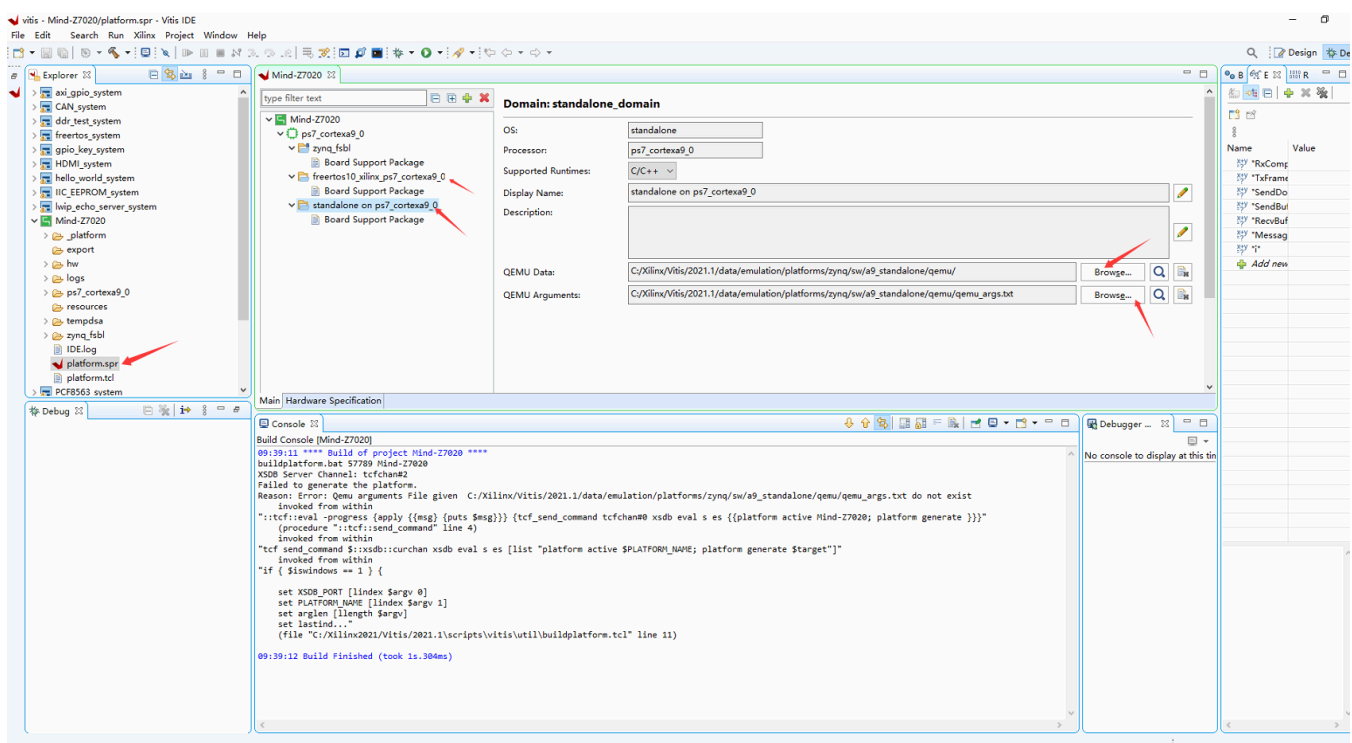 vitis - Mind-Z7020/platform.spr - Vitis IDE
File Edit Search Run Xilinx Project Window Help
Design
De
Explorer
axi_gpio_system
CAN_system
ddr_test_system
freertos_system
gpio_key_system
HDMI_system
hello_world_system
IIC_EEPROM_system
lwip_echo_server_system
Mind-Z7020
_platform
export
hw
logs
ps7_cortexa9_0
resources
tempdsa
zynq_fsbl
IDE.log
platform.spr
platform.tcl
PCF8563 system
Debug
Mind-Z7020
type filter text
Mind-Z7020
ps7_cortexa9_0
zynq_fsbl
Board Support Package
freertos10_xilinx_ps7_cortexa9_0
Board Support Package
standalone on ps7_cortexa9_0
Board Support Package
Domain: standalone_domain
OS: standalone
Processor: ps7_cortexa9_0
Supported Runtimes: C/C++
Display Name: standalone on ps7_cortexa9_0
Description:
QEMU Data: C:/Xilinx/Vitis/2021.1/data/emulation/platforms/zynq/sw/a9_standalone/qemu/ Browse...
QEMU Arguments: C:/Xilinx/Vitis/2021.1/data/emulation/platforms/zynq/sw/a9_standalone/qemu/qemu_args.txt Browse...
Main Hardware Specification
Console
Build Console [Mind-Z7020]
09:39:11 **** Build of project Mind-Z7020 ****
buildplatform.bat 57789 Mind-Z7020
XSDB Server Channel: tcfchan#2
Failed to generate the platform.
Reason: Error: Qemu arguments File given  C:/Xilinx/Vitis/2021.1/data/emulation/platforms/zynq/sw/a9_standalone/qemu/qemu_args.txt do not exist
invoked from within
"::tcf::eval -progress {apply {{msg} {puts $msg}}} {tcf_send_command tcfchan#0 xsdb eval s es {{platform active Mind-Z7020; platform generate }}}"
(procedure "::tcf::send_command" line 4)
invoked from within
"tcf send_command $::xsdb::curchan xsdb eval s es [list "platform active $PLATFORM_NAME; platform generate $target"]"
invoked from within
"if { $iswindows == 1 } {
set XSDB_PORT [lindex $argv 0]
set PLATFORM_NAME [lindex $argv 1]
set arglen [llength $argv]
set lastind..."
(file "C:/Xilinx2021/Vitis/2021.1\scripts\vitis\util\buildplatform.tcl" line 11)
09:39:12 Build Finished (took 1s.304ms)
Debugger ...
No console to display at this tin
B E R
Name Value
"RxComp
"TxFrame
"SendDo
"SendBuf
"RecvBuf
"Messag
"i"
Add new